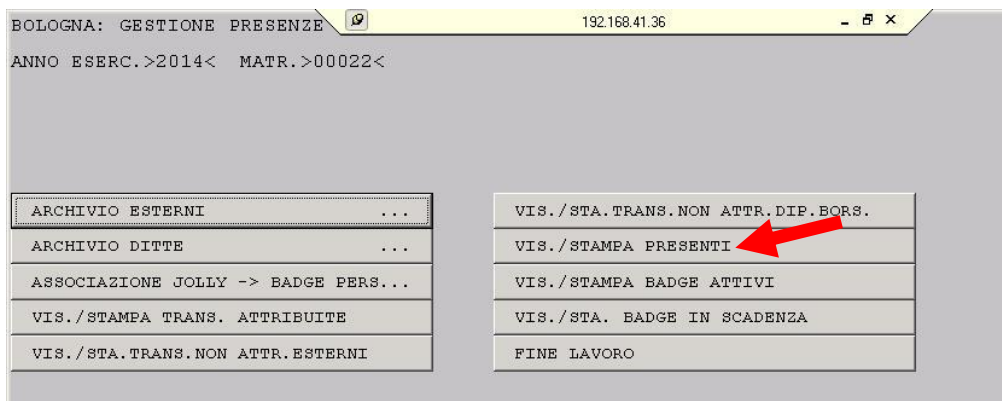 BOLOGNA: GESTIONE PRESENZE
192.168.41.36
ANNO ESERC.>2014< MATR.>00022<
ARCHIVIO ESTERNI ...
VIS./STA.TRANS.NON ATTR.DIP.BORS.
ARCHIVIO DITTE ...
VIS./STAMPA PRESENTI
ASSOCIAZIONE JOLLY -> BADGE PERS...
VIS./STAMPA BADGE ATTIVI
VIS./STAMPA TRANS. ATTRIBUITE
VIS./STA. BADGE IN SCADENZA
VIS./STA.TRANS.NON ATTR.ESTERNI
FINE LAVORO